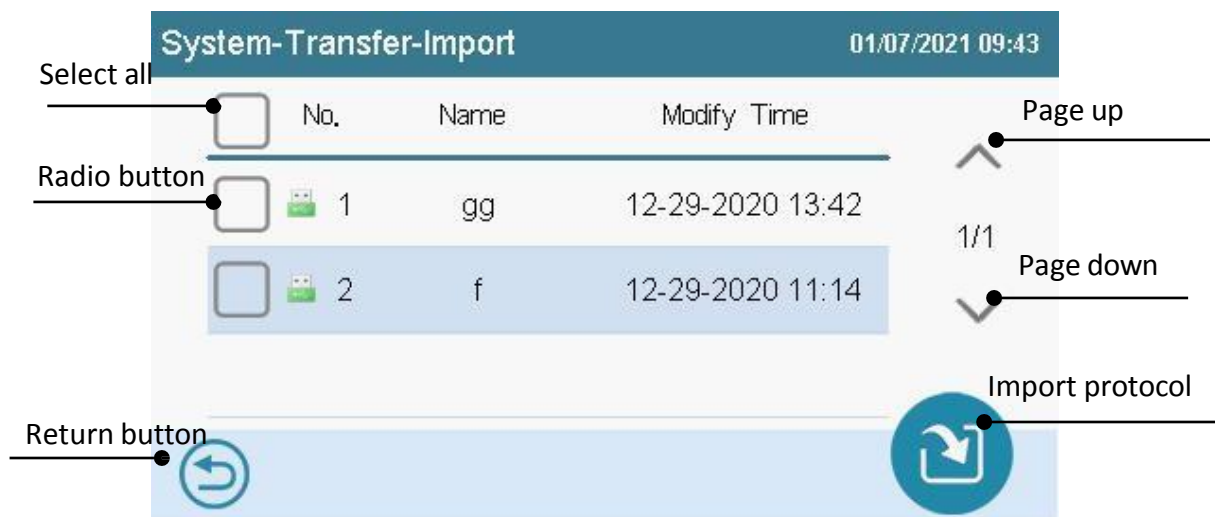 System-Transfer-Import 01/07/2021 09:43
Select all
No. Name Modify Time
Page up
Radio button
1 gg 12-29-2020 13:42
1/1
Page down
2 f 12-29-2020 11:14
Import protocol
Return button